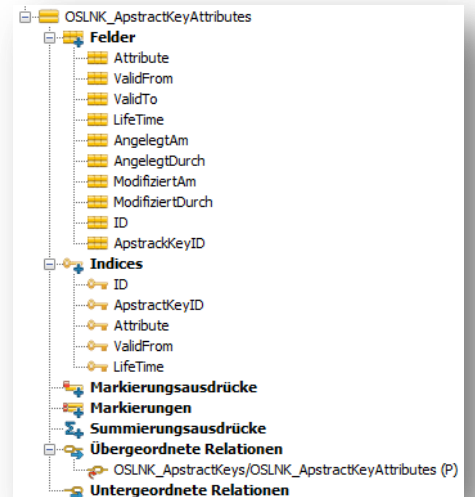 OSLNK_ApstractKeyAttributes
Felder
Attribute
ValidFrom
ValidTo
LifeTime
AngelegtAm
AngelegtDurch
ModifiziertAm
ModifiziertDurch
ID
ApstrackKeyID
Indices
ID
ApstractKeyID
Attribute
ValidFrom
LifeTime
Markierungsausdrücke
Markierungen
Summierungsausdrücke
Übergeordnete Relationen
OSLNK_ApstractKeys/OSLNK_ApstractKeyAttributes (P)
Untergeordnete Relationen